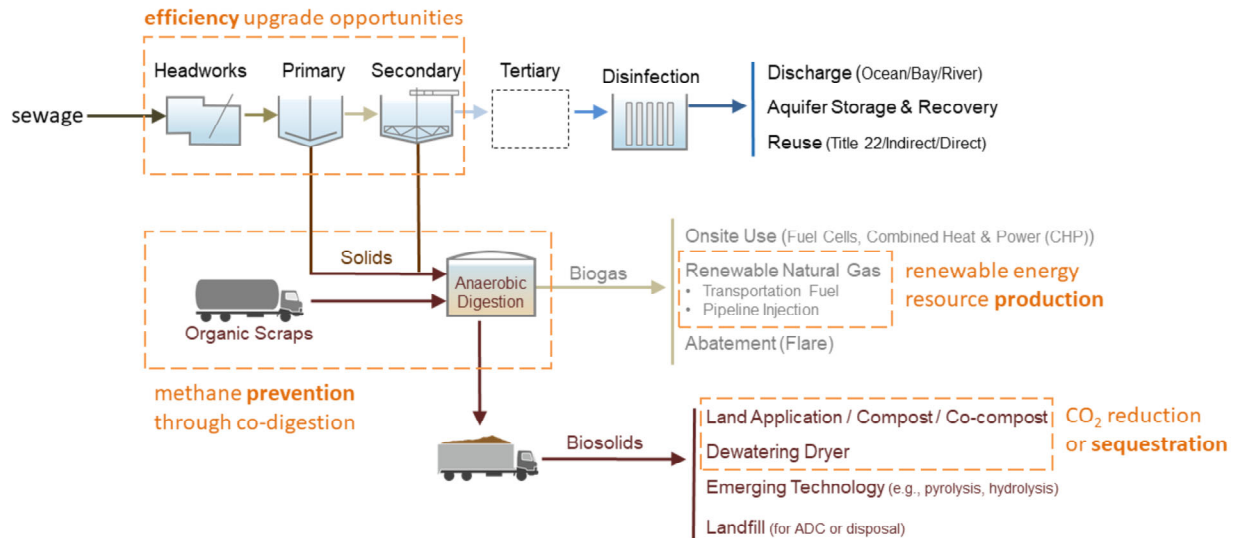 efficiency upgrade opportunities
Headworks
Primary
Secondary
Tertiary
Disinfection
sewage
Discharge (Ocean/Bay/River)
Aquifer Storage & Recovery
Reuse (Title 22/Indirect/Direct)
Solids
Anaerobic
Digestion
Organic Scraps
Biogas
Onsite Use (Fuel Cells, Combined Heat & Power (CHP))
Renewable Natural Gas
• Transportation Fuel
• Pipeline Injection
Abatement (Flare)
renewable energy
resource production
methane prevention
through co-digestion
Biosolids
Land Application / Compost / Co-compost
Dewatering Dryer
Emerging Technology (e.g., pyrolysis, hydrolysis)
Landfill (for ADC or disposal)
CO₂ reduction
or sequestration